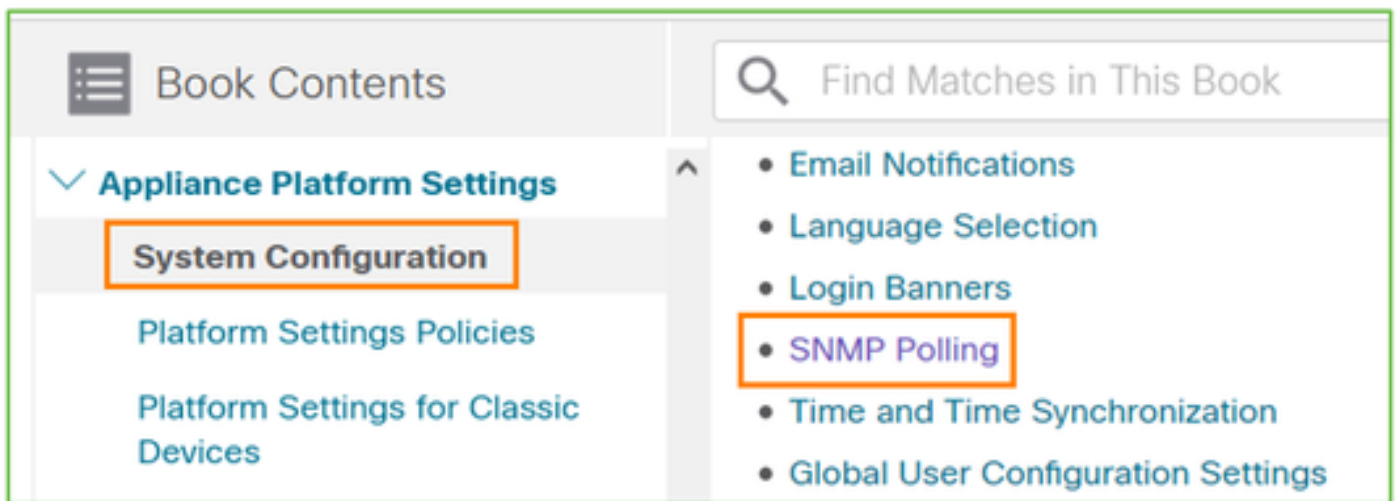 Book Contents
Find Matches in This Book
Appliance Platform Settings
System Configuration
Platform Settings Policies
Platform Settings for Classic
Devices
• Email Notifications
• Language Selection
• Login Banners
• SNMP Polling
• Time and Time Synchronization
• Global User Configuration Settings